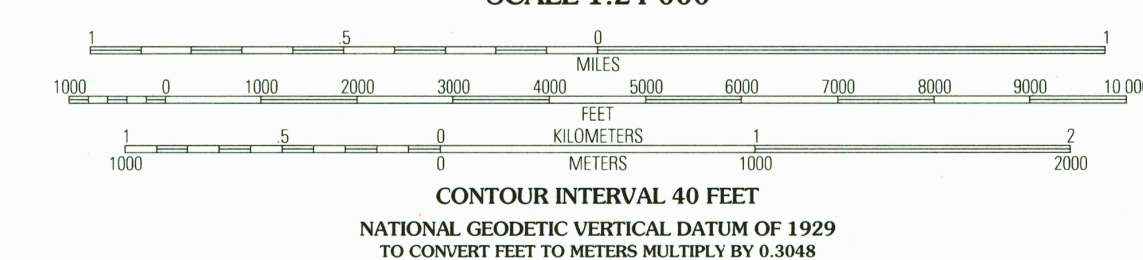 SCALE 1:24 000
1 .5 0 1
MILES
1000 0 1000 2000 3000 4000 5000 6000 7000 8000 9000 10 000
FEET
1 .5 0 KILOMETERS 1 2
1000 0 METERS 1000 2000
CONTOUR INTERVAL 40 FEET
NATIONAL GEODETIC VERTICAL DATUM OF 1929
TO CONVERT FEET TO METERS MULTIPLY BY 0.3048